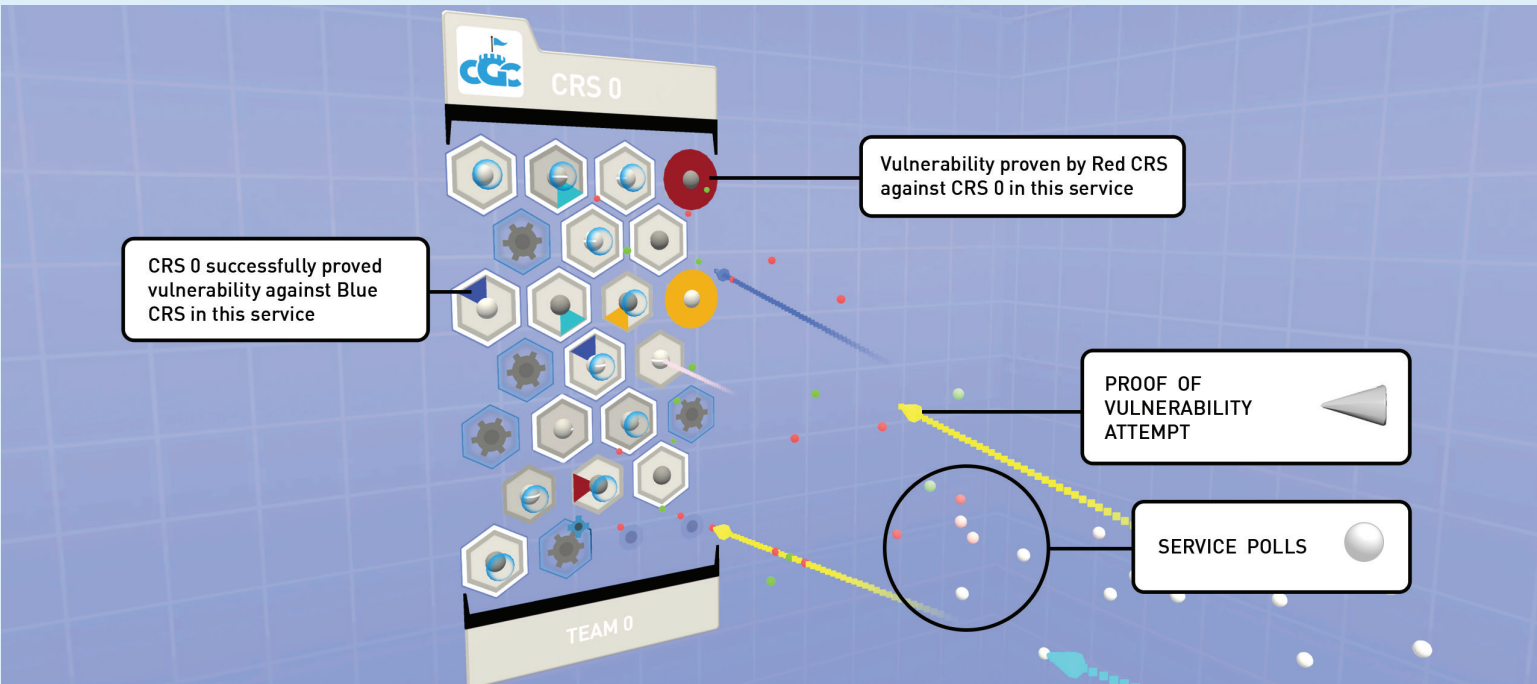 CGC
CRS 0
Vulnerability proven by Red CRS
against CRS 0 in this service
CRS 0 successfully proved
vulnerability against Blue
CRS in this service
PROOF OF
VULNERABILITY
ATTEMPT
SERVICE POLLS
TEAM 0